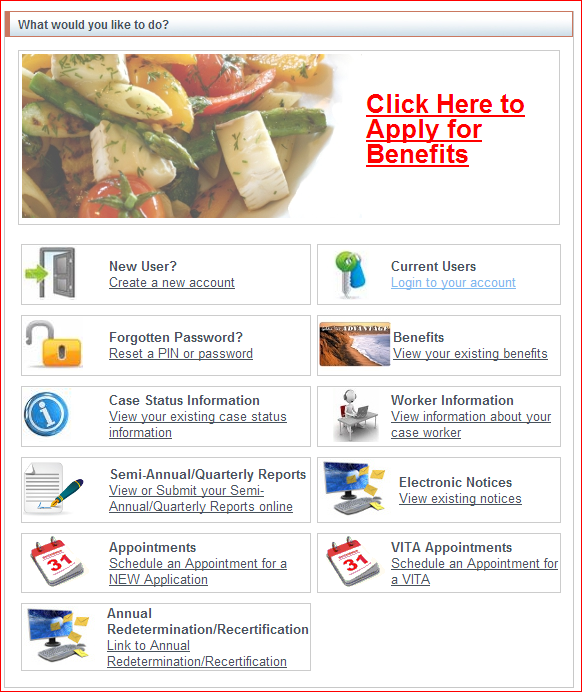 What would you like to do?
Click Here to
Apply for
Benefits
New User?
Create a new account
Current Users
Login to your account
Forgotten Password?
Reset a PIN or password
ADVANTAGE
Benefits
View your existing benefits
Case Status Information
View your existing case status
information
Worker Information
View information about your
case worker
Semi-Annual/Quarterly Reports
View or Submit your Semi-
Annual/Quarterly Reports online
Electronic Notices
View existing notices
31
Appointments
Schedule an Appointment for a
NEW Application
31
VITA Appointments
Schedule an Appointment for
a VITA
Annual
Redetermination/Recertification
Link to Annual
Redetermination/Recertification